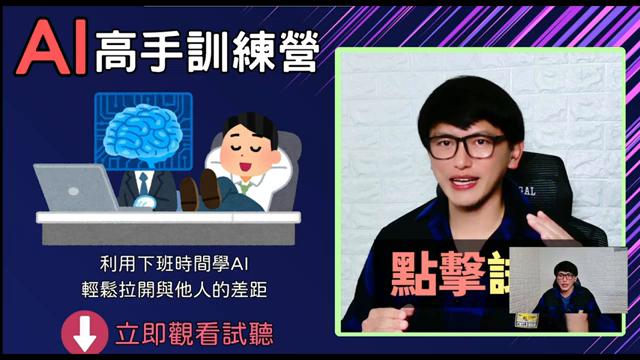 AI高手訓練營
利用下班時間學AI
輕鬆拉開與他人的差距
立即觀看試聽
點擊